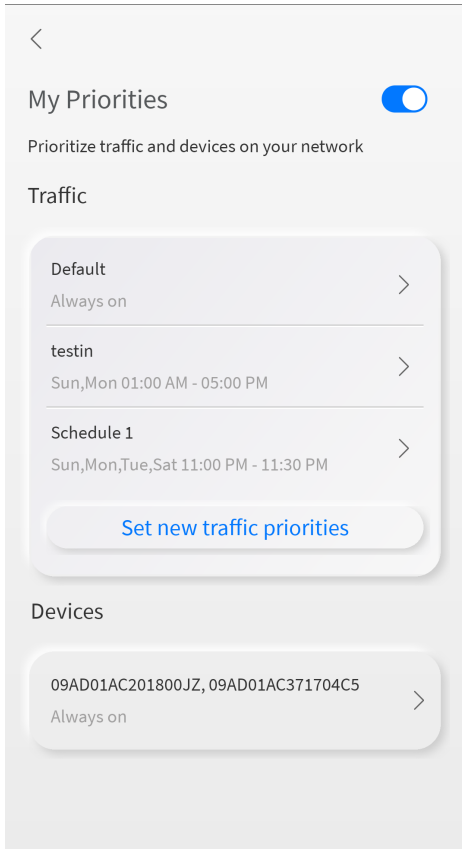 My Priorities
Prioritize traffic and devices on your network
Traffic
Default
Always on
testin
Sun,Mon 01:00 AM - 05:00 PM
Schedule 1
Sun,Mon,Tue,Sat 11:00 PM - 11:30 PM
Set new traffic priorities
Devices
09AD01AC201800JZ, 09AD01AC371704C5
Always on